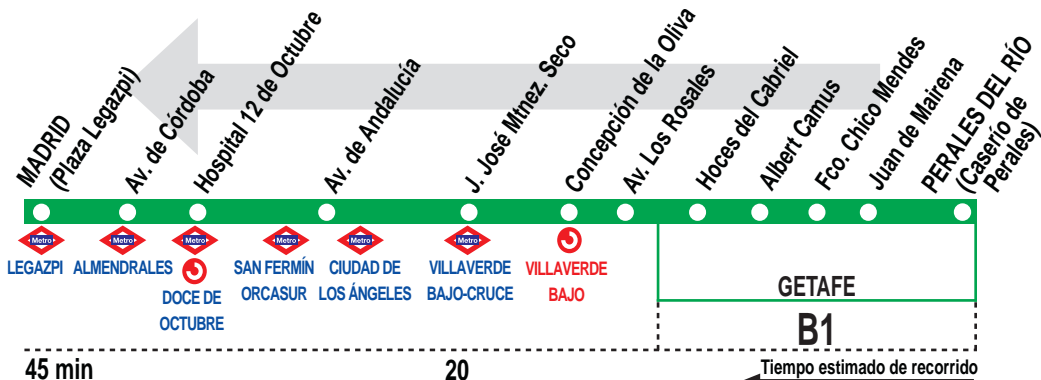 MADRID
(Plaza Legazpi)
Av. de Córdoba
Hospital 12 de Octubre
Av. de Andalucía
J. José Mtnez. Seco
Concepción de la Oliva
Av. Los Rosales
Hoces del Cabriel
Albert Camus
Fco. Chico Mendes
Juan de Mairena
PERALES DEL RÍO
(Caserío de
Perales)
Metro
Metro
Metro
Metro
Metro
Metro
LEGAZPI
ALMENDRALES
DOCE DE
OCTUBRE
SAN FERMÍN
ORCASUR
CIUDAD DE
LOS ÁNGELES
VILLAVERDE
BAJO-CRUCE
VILLAVERDE
BAJO
GETAFE
B1
45 min
20
Tiempo estimado de recorrido